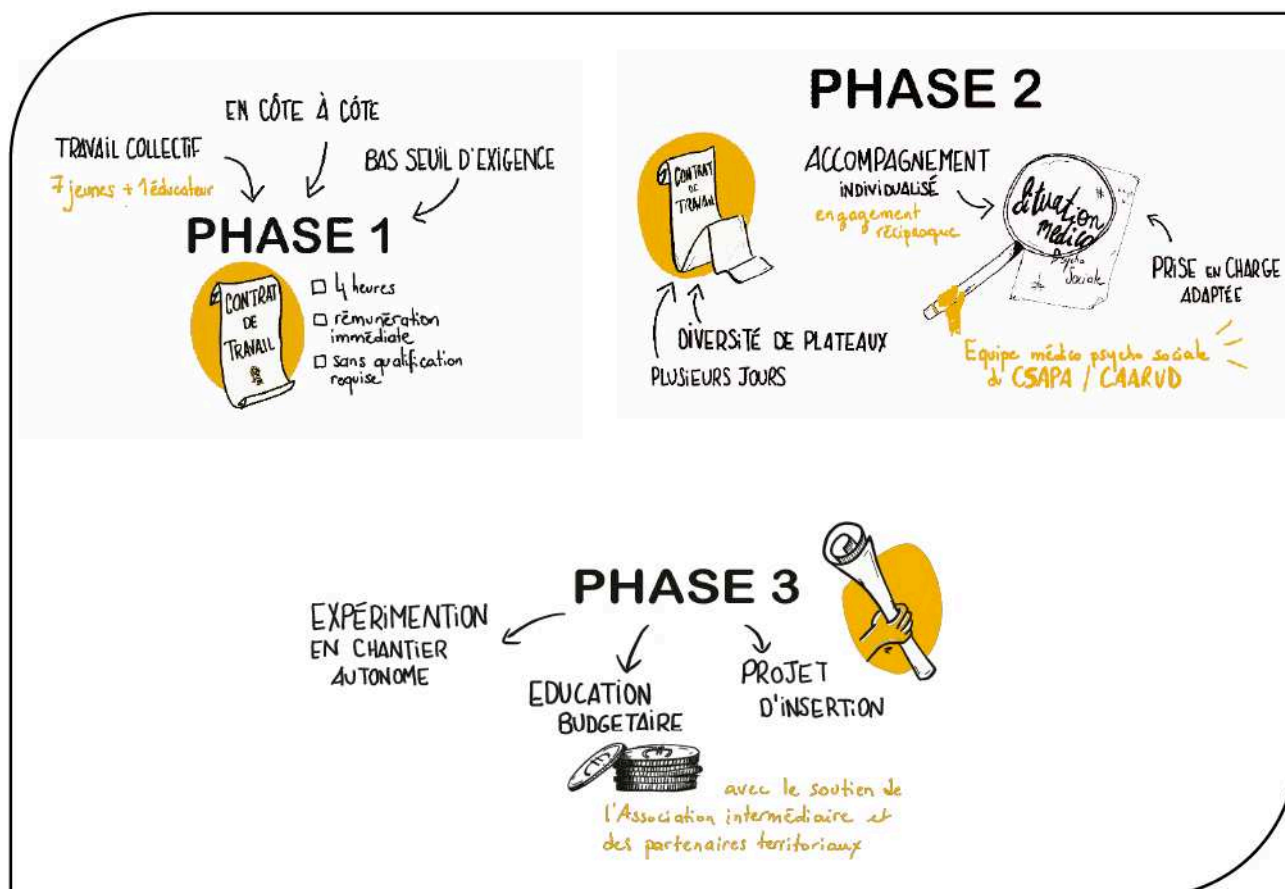 EN CÔTE À CÔTE
TRAVAIL COLLECTIF
7 jeunes + 1 éducateur
BAS SEUIL D'EXIGENCE
PHASE 1
CONTRAT
DE
TRAVAIL
4 heures
rémunération
immédiate
sans qualification
requise
PHASE 2
CONTRAT
DE
TRAVAIL
ACCOMPAGNEMENT
INDIVIDUALISÉ
engagement
réciproque
Situation
médico
Psycho
Sociale
PRISE EN CHARGE
ADAPTÉE
DIVERSITÉ DE PLATEAUX
PLUSIEURS JOURS
Equipe médico psycho sociale
du CSAPA / CAARUD
PHASE 3
EXPÉRIMENTION
EN CHANTIER
AUTONOME
EDUCATION
BUDGETAIRE
PROJET
D'INSERTION
avec le soutien de
l'Association intermédiaire et
des partenaires territoriaux